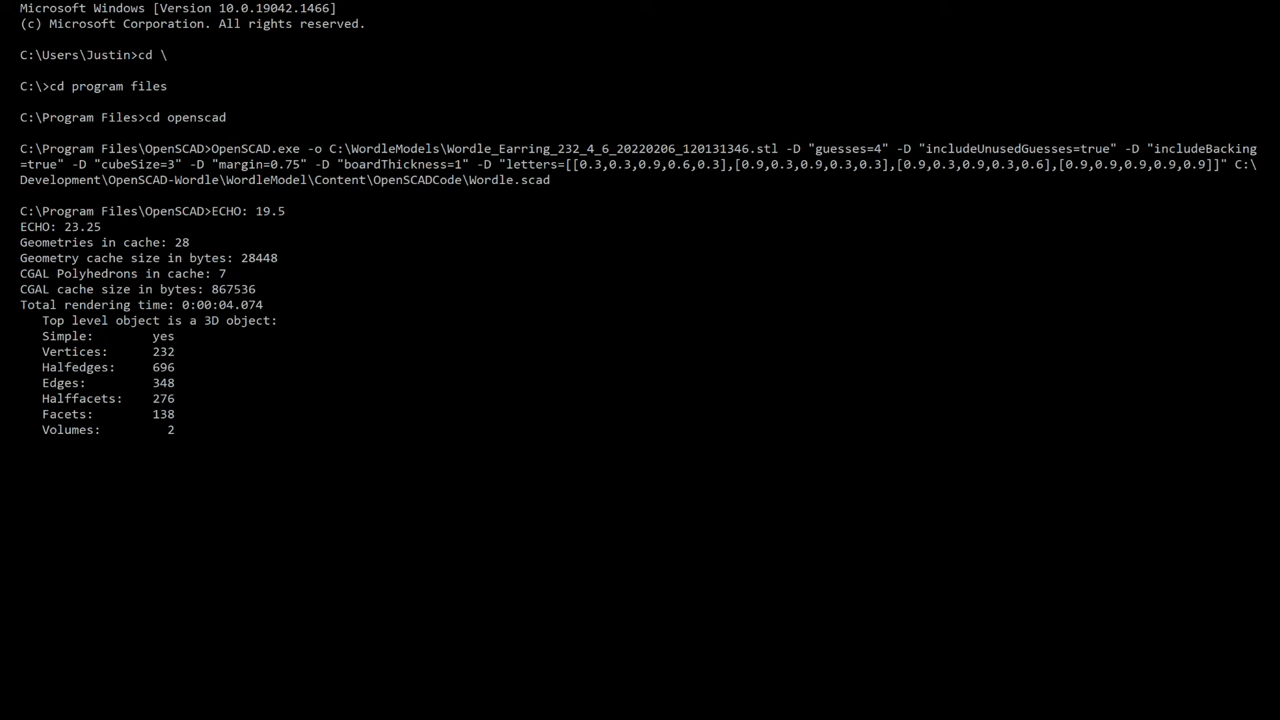 Microsoft Windows [Version 10.0.19042.1466]
(c) Microsoft Corporation. All rights reserved.
C:\Users\Justin>cd \
C:\>cd program files
C:\Program Files>cd openscad
C:\Program Files\OpenSCAD>OpenSCAD.exe -o C:\WordleModels\Wordle_Earring_232_4_6_20220206_120131346.stl -D "guesses=4" -D "includeUnusedGuesses=true" -D "includeBacking
=true" -D "cubeSize=3" -D "margin=0.75" -D "boardThickness=1" -D "letters=[[0.3,0.3,0.9,0.6,0.3],[0.9,0.3,0.9,0.3,0.3],[0.9,0.3,0.9,0.3,0.6],[0.9,0.9,0.9,0.9,0.9]]" C:\
Development\OpenSCAD-Wordle\WordleModel\Content\OpenSCADCode\Wordle.scad
C:\Program Files\OpenSCAD>ECHO: 19.5
ECHO: 23.25
Geometries in cache: 28
Geometry cache size in bytes: 28448
CGAL Polyhedrons in cache: 7
CGAL cache size in bytes: 867536
Total rendering time: 0:00:04.074
Top level object is a 3D object:
Simple: yes
Vertices: 232
Halfedges: 696
Edges: 348
Halffacets: 276
Facets: 138
Volumes: 2